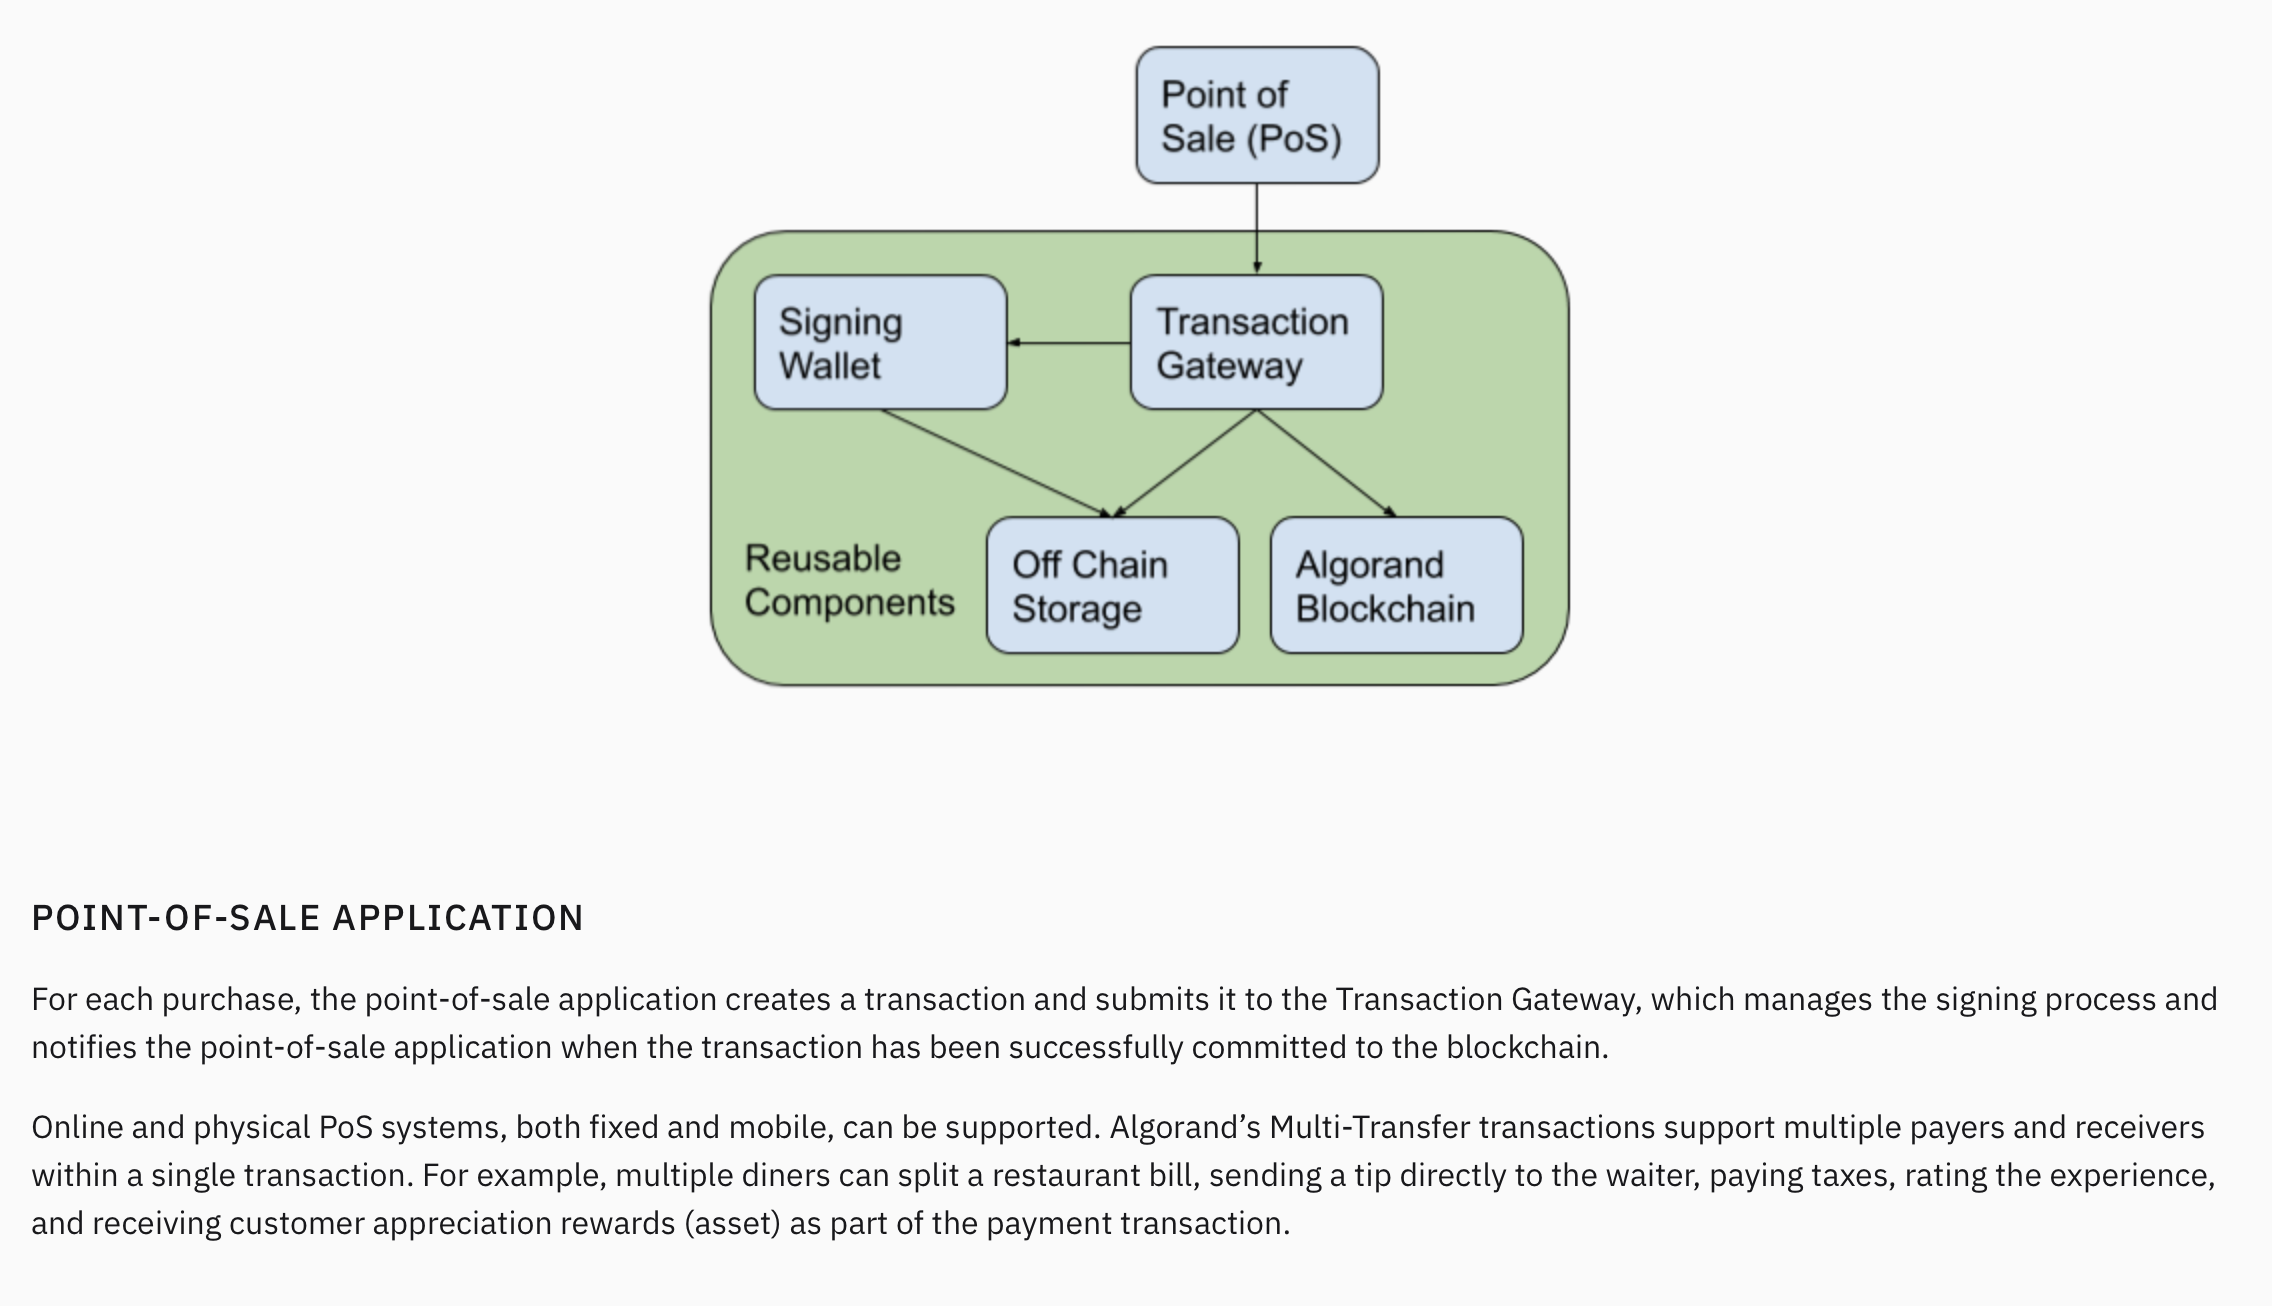 Point of
Sale (PoS)
Signing
Wallet
Transaction
Gateway
Reusable
Components
Off Chain
Storage
Algorand
Blockchain
POINT-OF-SALE APPLICATION
For each purchase, the point-of-sale application creates a transaction and submits it to the Transaction Gateway, which manages the signing process and
notifies the point-of-sale application when the transaction has been successfully committed to the blockchain.
Online and physical PoS systems, both fixed and mobile, can be supported. Algorand’s Multi-Transfer transactions support multiple payers and receivers
within a single transaction. For example, multiple diners can split a restaurant bill, sending a tip directly to the waiter, paying taxes, rating the experience,
and receiving customer appreciation rewards (asset) as part of the payment transaction.